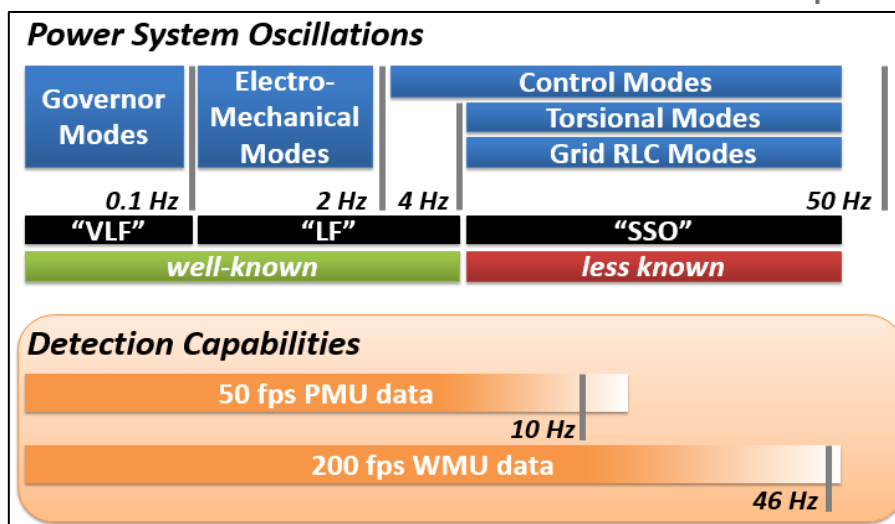 Power System Oscillations
Governor
Modes
Electro-
Mechanical
Modes
Control Modes
Torsional Modes
Grid RLC Modes
0.1 Hz
2 Hz
4 Hz
50 Hz
“VLF”
“LF”
“SSO”
well-known
less known
Detection Capabilities
50 fps PMU data
10 Hz
200 fps WMU data
46 Hz